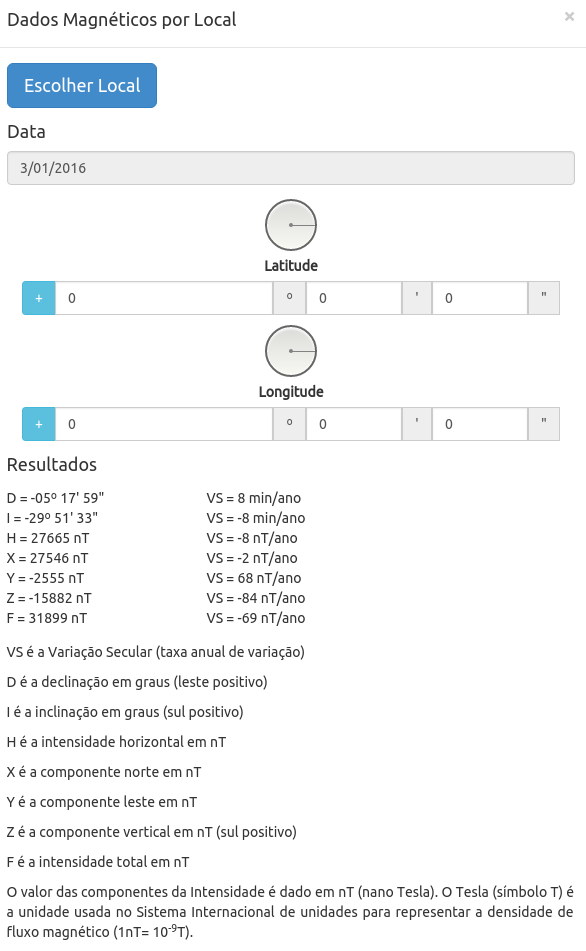 Dados Magnéticos por Local ×
Escolher Local
Data
3/01/2016
Latitude
+ 0 º 0 ' 0 "
Longitude
+ 0 º 0 ' 0 "
Resultados
D = -05º 17' 59" VS = 8 min/ano
I = -29º 51' 33" VS = -8 min/ano
H = 27665 nT VS = -8 nT/ano
X = 27546 nT VS = -2 nT/ano
Y = -2555 nT VS = 68 nT/ano
Z = -15882 nT VS = -84 nT/ano
F = 31899 nT VS = -69 nT/ano
VS é a Variação Secular (taxa anual de variação)
D é a declinação em graus (leste positivo)
I é a inclinação em graus (sul positivo)
H é a intensidade horizontal em nT
X é a componente norte em nT
Y é a componente leste em nT
Z é a componente vertical em nT (sul positivo)
F é a intensidade total em nT
O valor das componentes da Intensidade é dado em nT (nano Tesla). O Tesla (símbolo T) é
a unidade usada no Sistema Internacional de unidades para representar a densidade de
fluxo magnético (1nT= 10⁻⁹T).